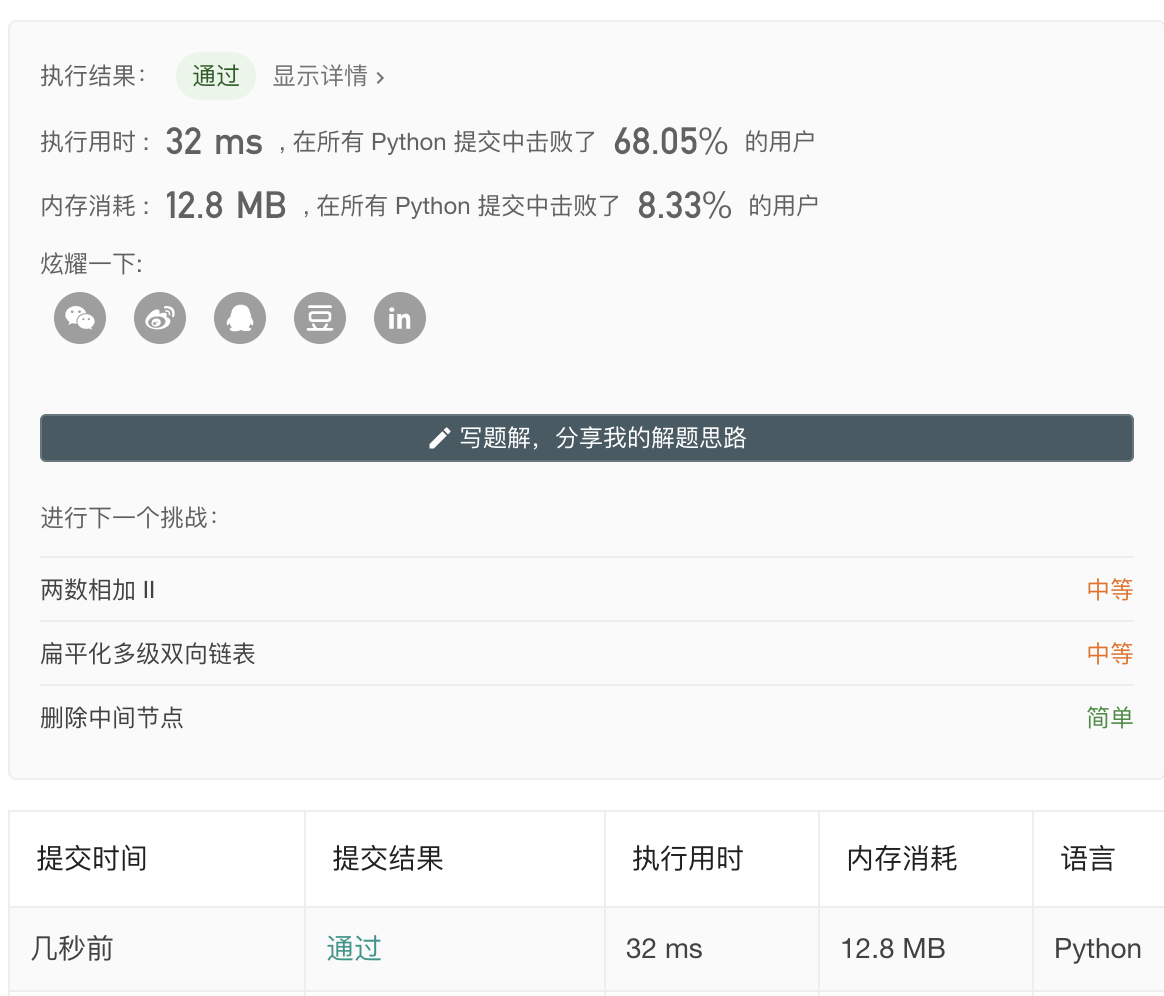 执行结果： 通过 显示详情 ›
执行用时 : 32 ms , 在所有 Python 提交中击败了 68.05% 的用户
内存消耗 : 12.8 MB , 在所有 Python 提交中击败了 8.33% 的用户
炫耀一下:
豆 in
写题解，分享我的解题思路
进行下一个挑战：
两数相加 II 中等
扁平化多级双向链表 中等
删除中间节点 简单
提交时间 提交结果 执行用时 内存消耗 语言
几秒前 通过 32 ms 12.8 MB Python